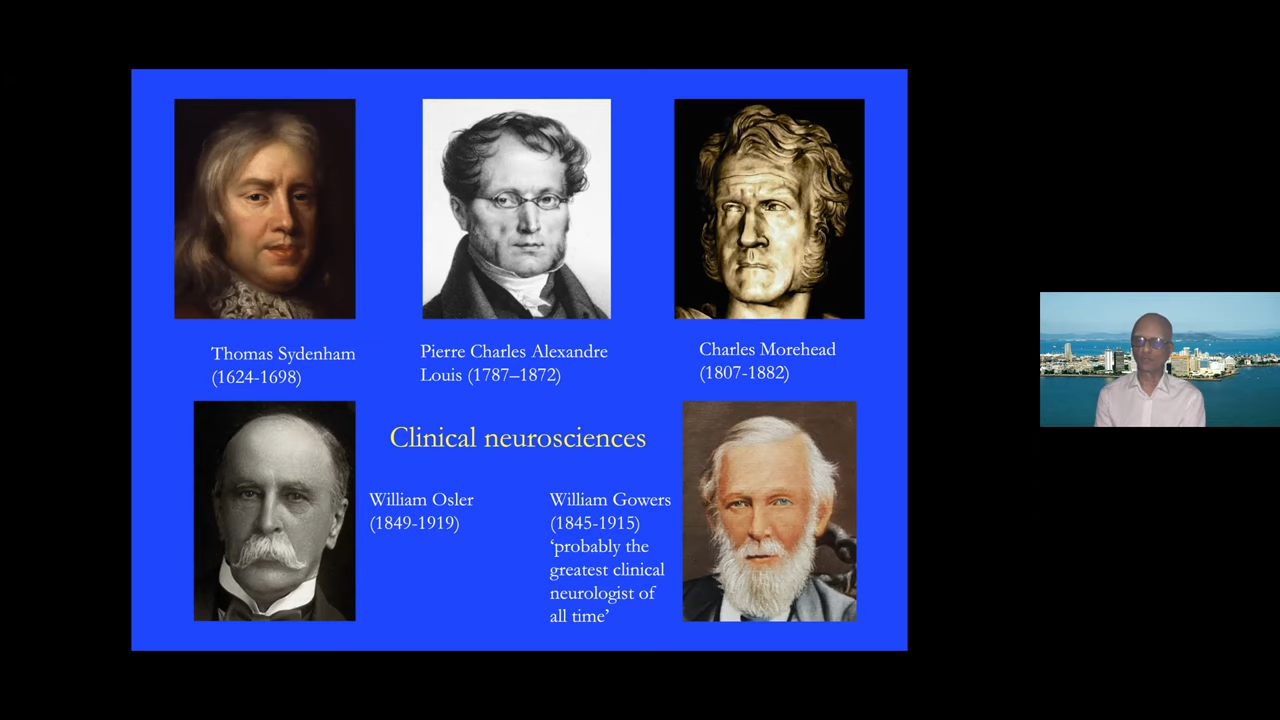 Thomas Sydenham
(1624-1698)
Pierre Charles Alexandre
Louis (1787–1872)
Charles Morehead
(1807-1882)
Clinical neurosciences
William Osler
(1849-1919)
William Gowers
(1845-1915)
‘probably the
greatest clinical
neurologist of
all time’